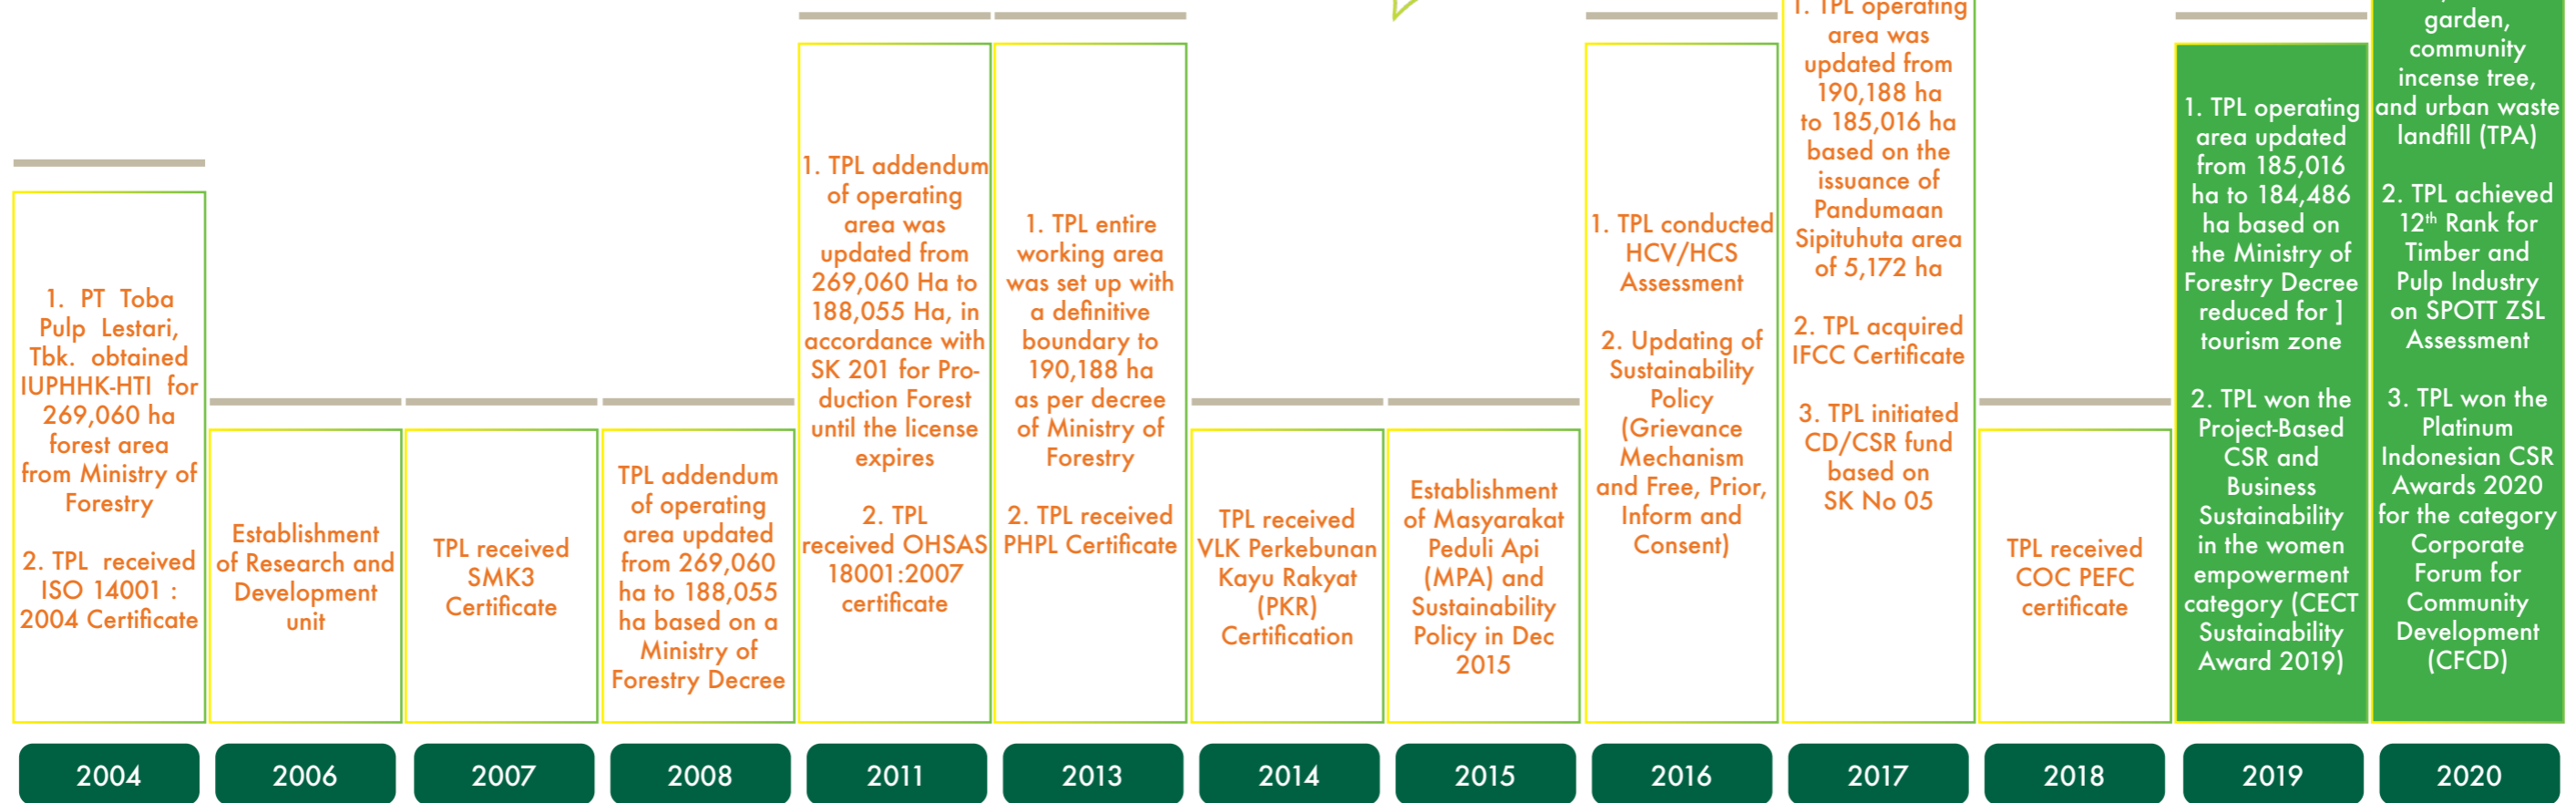 1. PT Toba
Pulp Lestari,
Tbk. obtained
IUPHHK-HTI for
269,060 ha
forest area
from Ministry of
Forestry
2. TPL received
ISO 14001 :
2004 Certificate
2004
Establishment
of Research and
Development
unit
2006
TPL received
SMK3
Certificate
2007
TPL addendum
of operating
area updated
from 269,060
ha to 188,055
ha based on a
Ministry of
Forestry Decree
2008
1. TPL addendum
of operating
area was
updated from
269,060 Ha to
188,055 Ha, in
accordance with
SK 201 for Pro-
duction Forest
until the license
expires
2. TPL
received OHSAS
18001:2007
certificate
2011
1. TPL entire
working area
was set up with
a definitive
boundary to
190,188 ha
as per decree
of Ministry of
Forestry
2. TPL received
PHPL Certificate
2013
TPL received
VLK Perkebunan
Kayu Rakyat
(PKR)
Certification
2014
Establishment
of Masyarakat
Peduli Api
(MPA) and
Sustainability
Policy in Dec
2015
2015
1. TPL conducted
HCV/HCS
Assessment
2. Updating of
Sustainability
Policy
(Grievance
Mechanism
and Free, Prior,
Inform and
Consent)
2016
1. TPL operating
area was
updated from
190,188 ha
to 185,016 ha
based on the
issuance of
Pandumaan
Sipituhuta area
of 5,172 ha
2. TPL acquired
IFCC Certificate
3. TPL initiated
CD/CSR fund
based on
SK No 05
2017
TPL received
COC PEFC
certificate
2018
1. TPL operating
area updated
from 185,016
ha to 184,486
ha based on
the Ministry of
Forestry Decree
reduced for ]
tourism zone
2. TPL won the
Project-Based
CSR and
Business
Sustainability
in the women
empowerment
category (CECT
Sustainability
Award 2019)
2019
garden,
community
incense tree,
and urban waste
landfill (TPA)
2. TPL achieved
12th Rank for
Timber and
Pulp Industry
on SPOTT ZSL
Assessment
3. TPL won the
Platinum
Indonesian CSR
Awards 2020
for the category
Corporate
Forum for
Community
Development
(CFCD)
2020